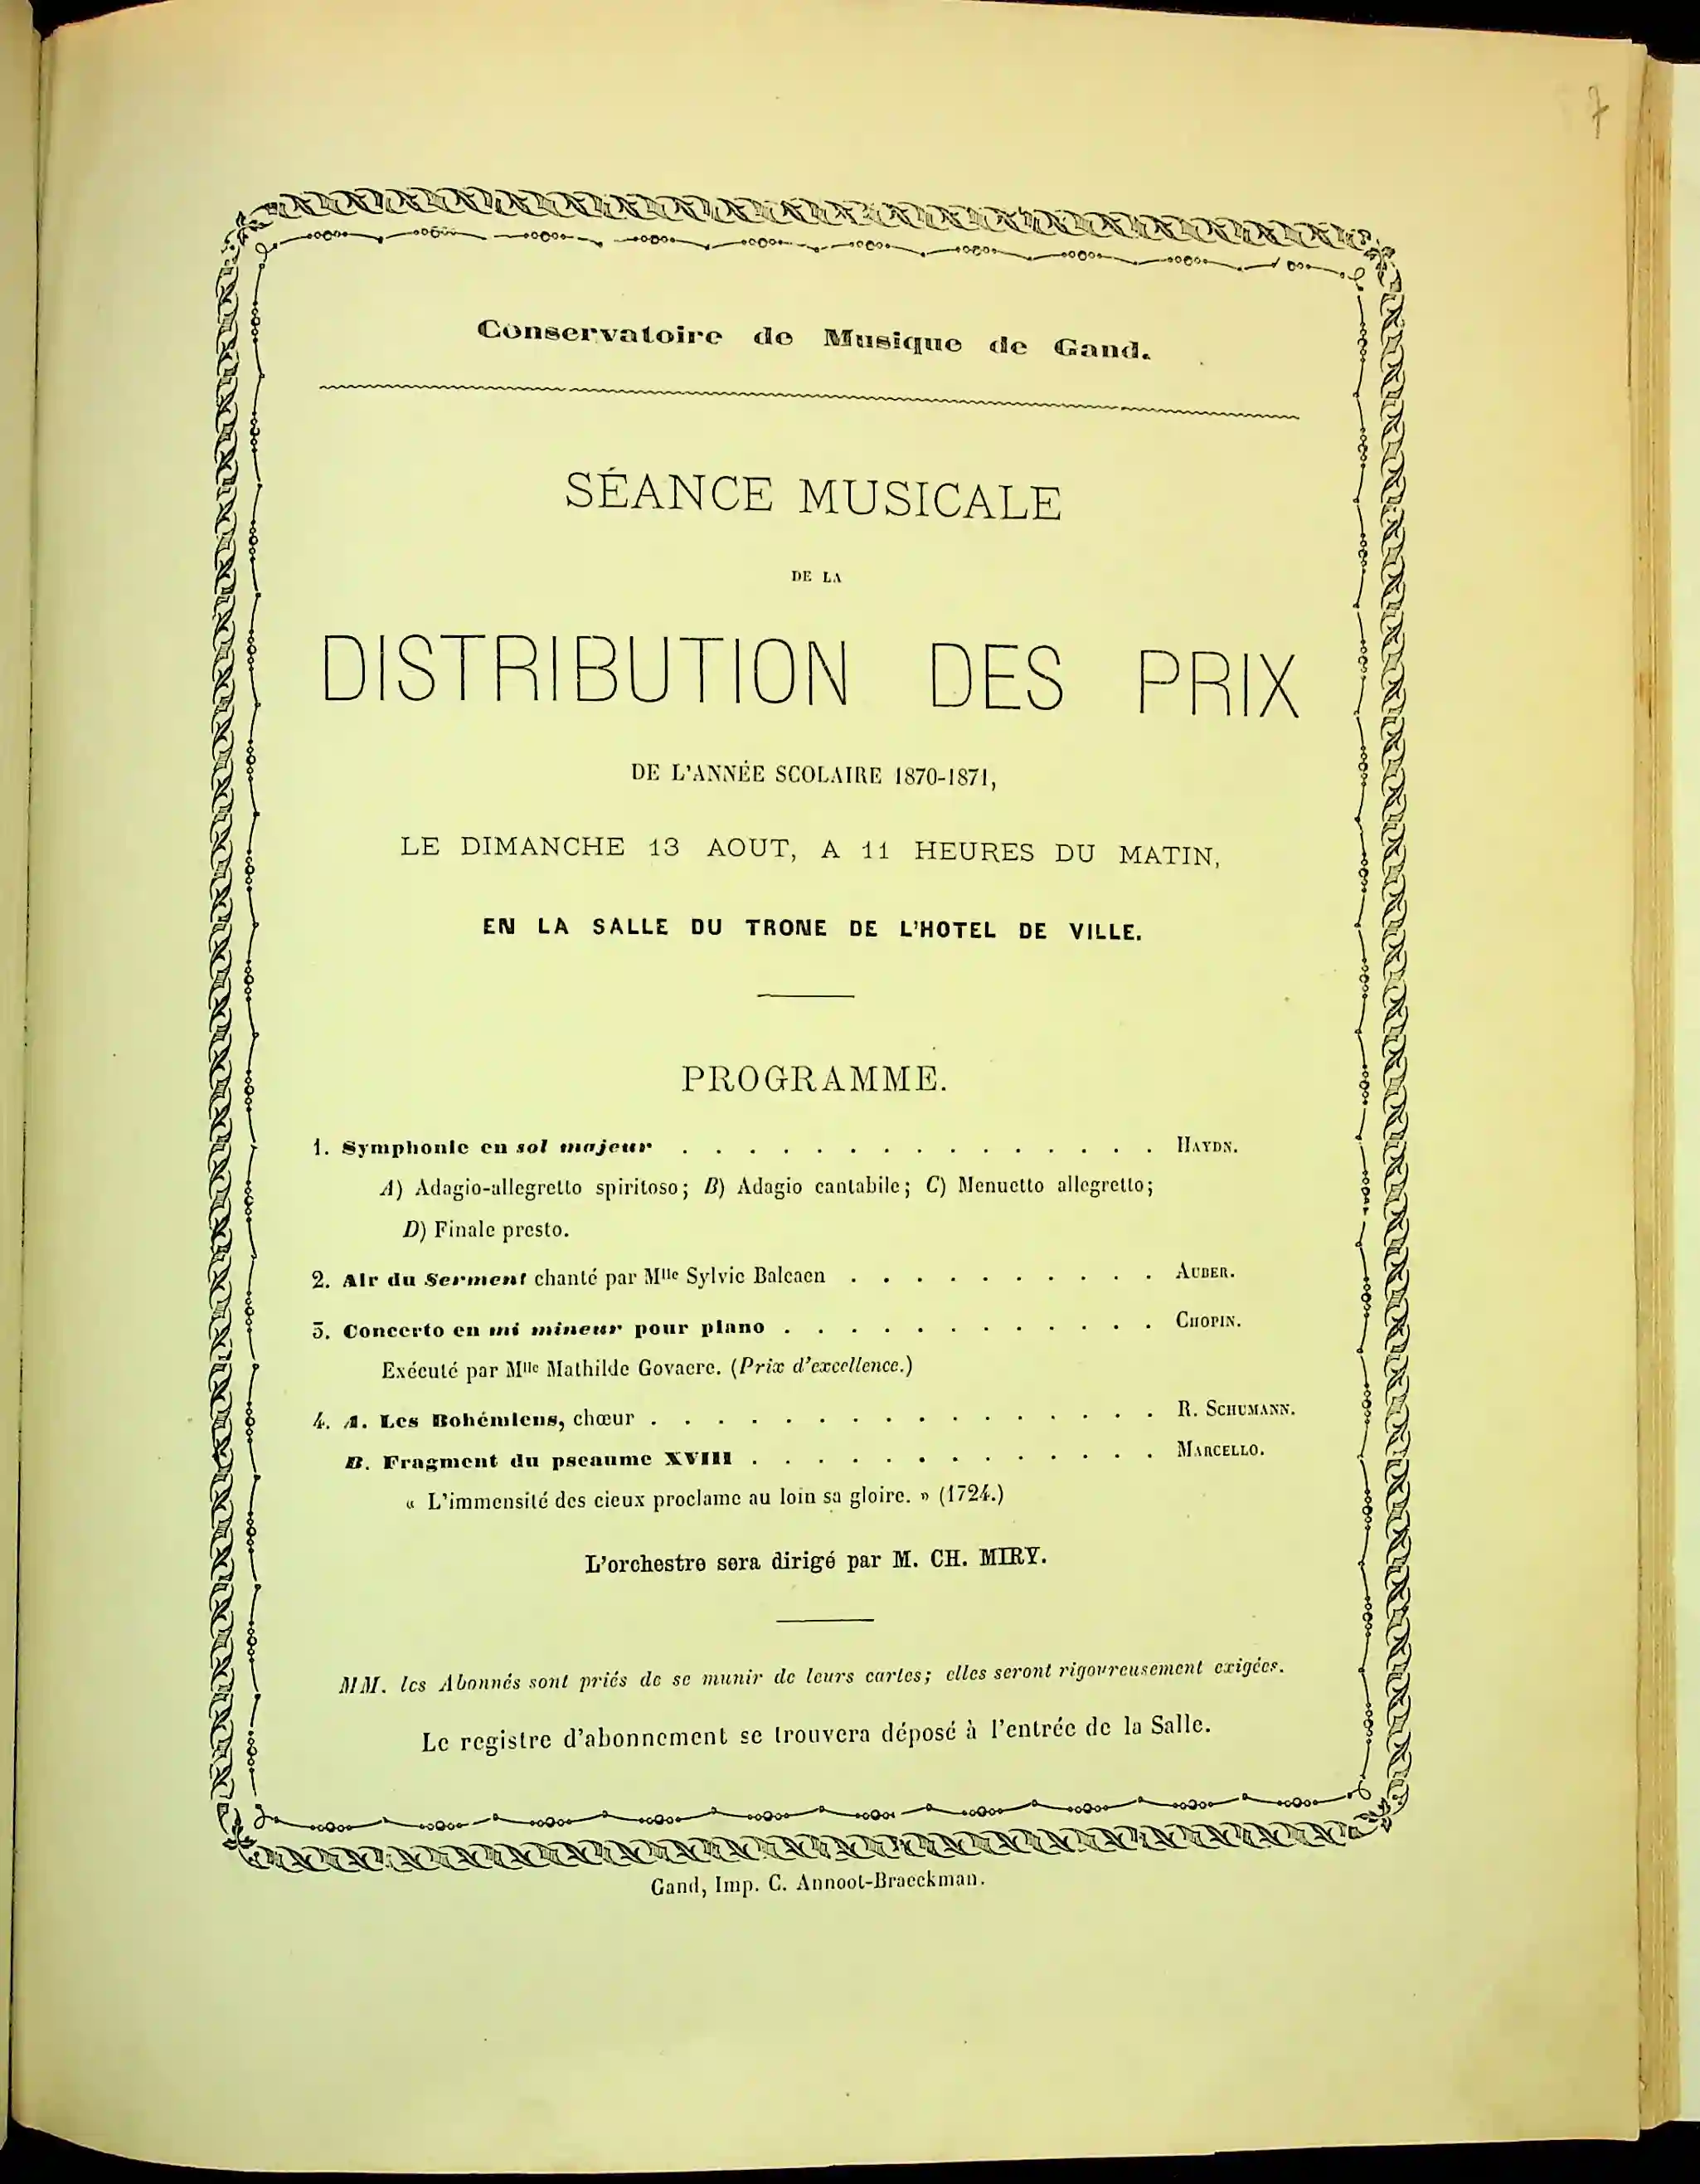 7
Conservatoire de Musique de Gand.
SÉANCE MUSICALE
DE LA
DISTRIBUTION DES PRIX
DE L'ANNÉE SCOLAIRE 1870-1871,
LE DIMANCHE 13 AOUT, A 11 HEURES DU MATIN,
EN LA SALLE DU TRONE DE L'HOTEL DE VILLE.
PROGRAMME.
1. Symphonie en sol majeur . . . . . . . . . . . . . . . HAYDN.
A) Adagio-allegretto spiritoso; B) Adagio cantabile; C) Menuetto allegretto;
D) Finale presto.
2. Air du Serment chanté par Mlle Sylvie Balcaen . . . . . . . . . . AUBER.
3. Concerto en mi mineur pour piano . . . . . . . . . . . . CHOPIN.
Exécuté par Mlle Mathilde Govaere. (Prix d'excellence.)
4. A. Les Bohémiens, chœur . . . . . . . . . . . . . . . . R. SCHUMANN.
B. Fragment du pseaume XVIII . . . . . . . . . . . . . MARCELLO.
« L'immensité des cieux proclame au loin sa gloire. » (1724.)
L'orchestre sera dirigé par M. CH. MIRY.
MM. les Abonnés sont priés de se munir de leurs cartes; elles seront rigoureusement exigées.
Le registre d'abonnement se trouvera déposé à l'entrée de la Salle.
Gand, Imp. C. Annoot-Braeckman.